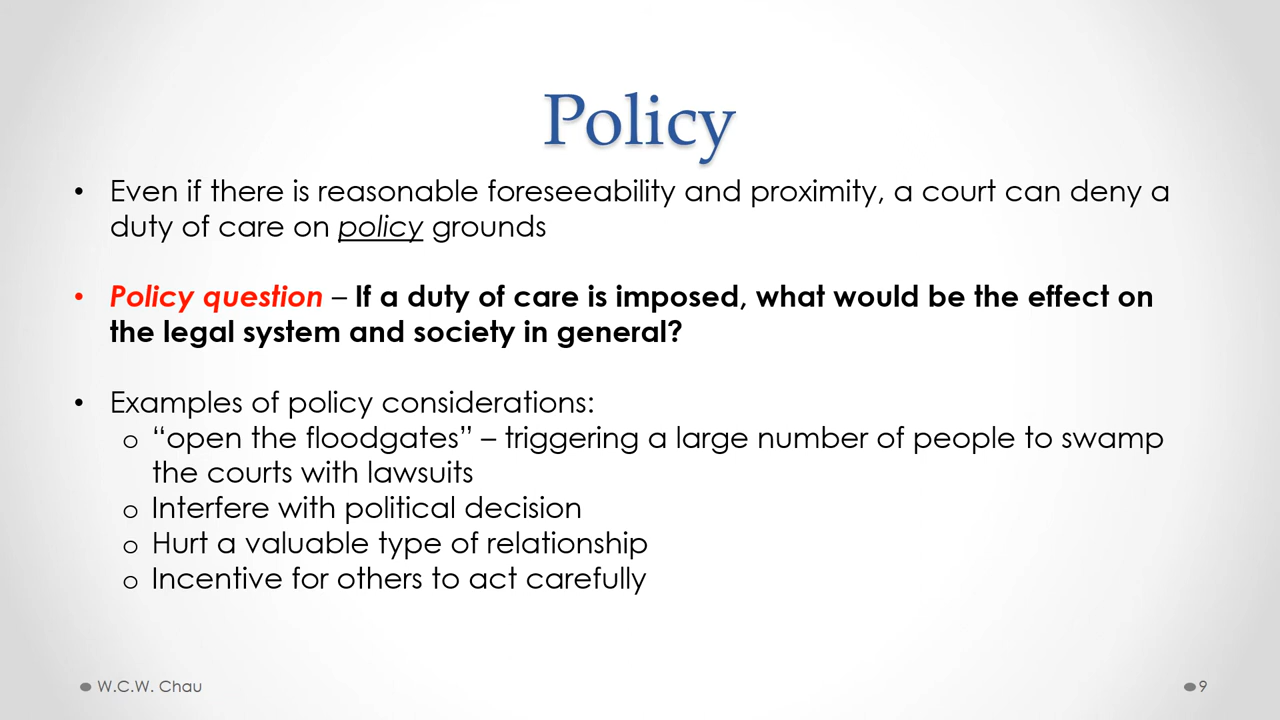 Policy
• Even if there is reasonable foreseeability and proximity, a court can deny a
duty of care on policy grounds
• Policy question – If a duty of care is imposed, what would be the effect on
the legal system and society in general?
• Examples of policy considerations:
o “open the floodgates” – triggering a large number of people to swamp
the courts with lawsuits
o Interfere with political decision
o Hurt a valuable type of relationship
o Incentive for others to act carefully
W.C.W. Chau
9